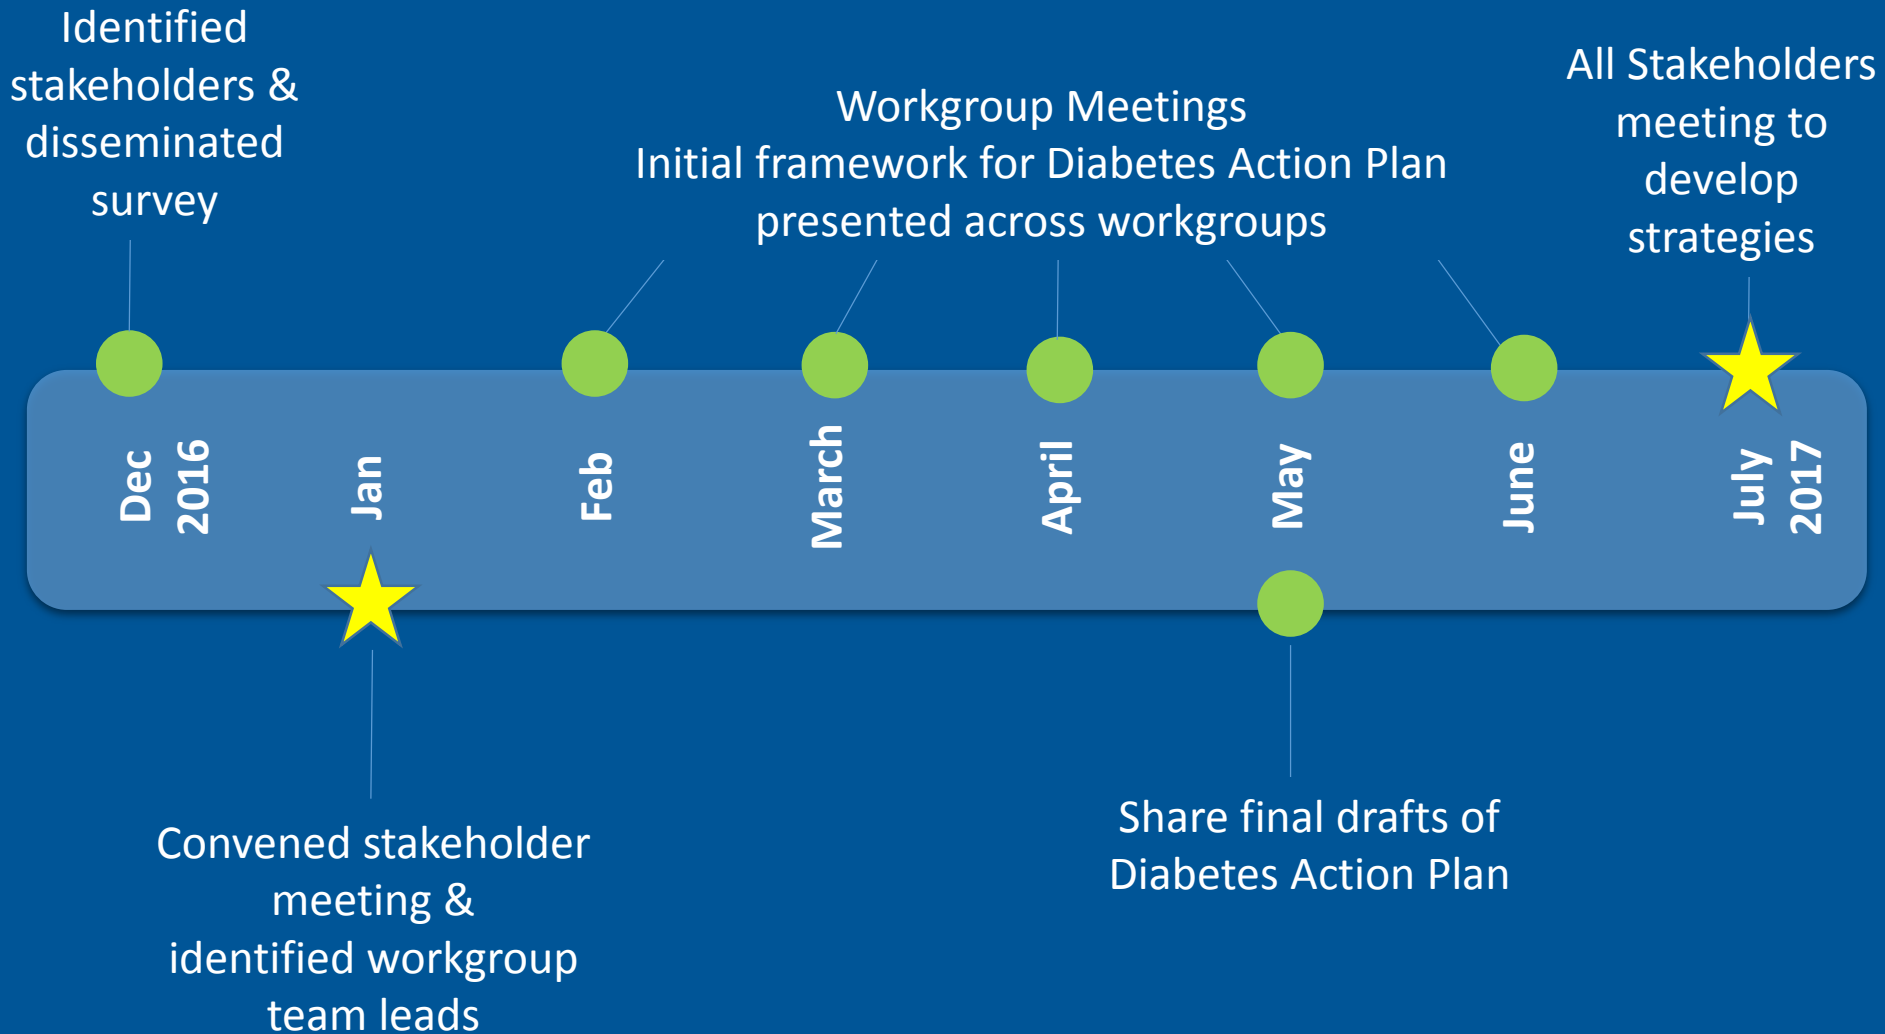 Identified
stakeholders &
disseminated
survey
Workgroup Meetings
Initial framework for Diabetes Action Plan
presented across workgroups
All Stakeholders
meeting to
develop
strategies
Dec
2016
Jan
Feb
March
April
May
June
July
2017
Convened stakeholder
meeting &
identified workgroup
team leads
Share final drafts of
Diabetes Action Plan